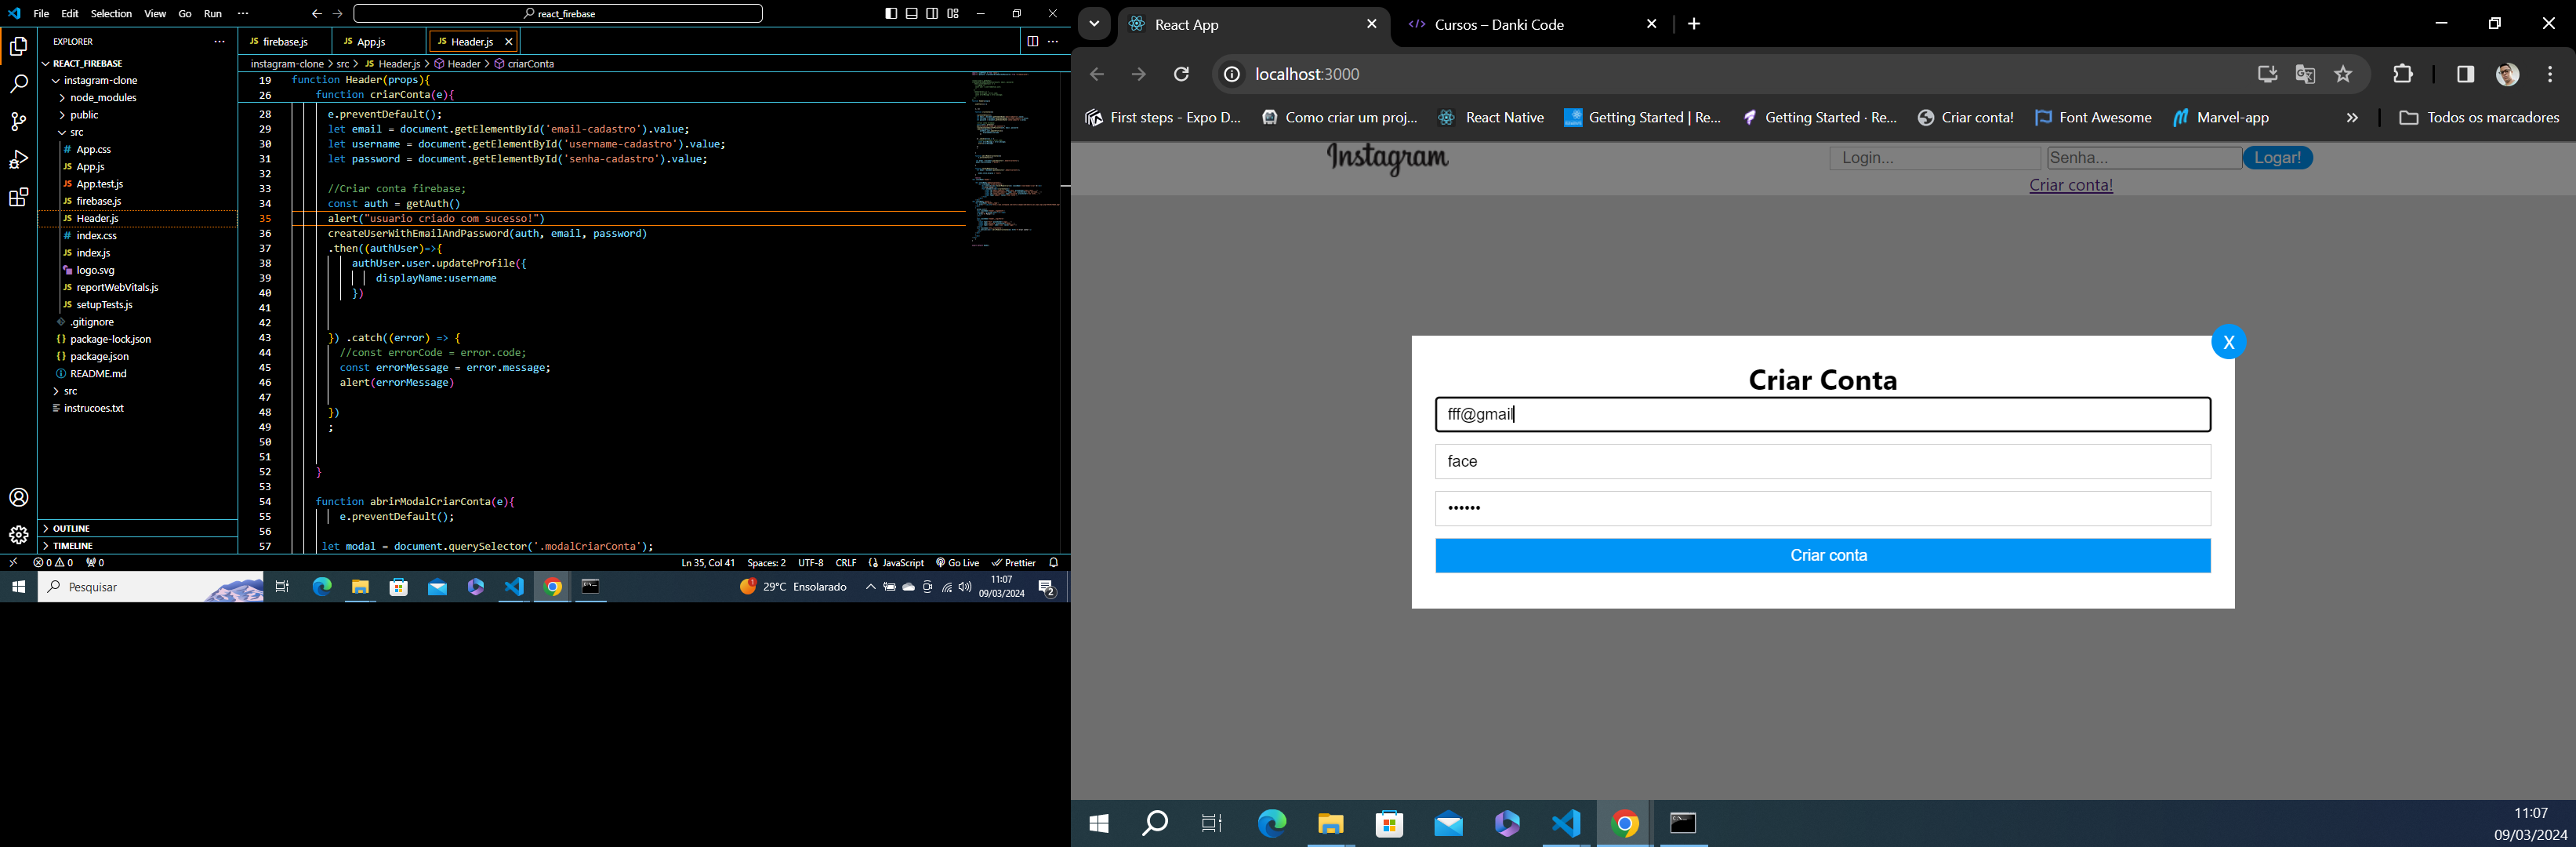 File Edit Selection View Go Run ··· react_firebase
EXPLORER ···
REACT_FIREBASE
instagram-clone
node_modules
public
src
# App.css
JS App.js
JS App.test.js
JS firebase.js
JS Header.js
# index.css
JS index.js
logo.svg
JS reportWebVitals.js
JS setupTests.js
.gitignore
{} package-lock.json
{} package.json
README.md
src
instrucoes.txt
OUTLINE
TIMELINE
JS firebase.js JS App.js JS Header.js
instagram-clone > src > JS Header.js > Header > criarConta
19 function Header(props){
26 function criarConta(e){
28 e.preventDefault();
29 let email = document.getElementById('email-cadastro').value;
30 let username = document.getElementById('username-cadastro').value;
31 let password = document.getElementById('senha-cadastro').value;
32
33 //Criar conta firebase;
34 const auth = getAuth()
35 alert("usuario criado com sucesso!")
36 createUserWithEmailAndPassword(auth, email, password)
37 .then((authUser)=>{
38 authUser.user.updateProfile({
39 displayName:username
40 })
41
42
43 }) .catch((error) => {
44 //const errorCode = error.code;
45 const errorMessage = error.message;
46 alert(errorMessage)
47
48 })
49 ;
50
51
52 }
53
54 function abrirModalCriarConta(e){
55 e.preventDefault();
56
57 let modal = document.querySelector('.modalCriarConta');
0 0 0 Ln 35, Col 41 Spaces: 2 UTF-8 CRLF JavaScript Go Live Prettier
Pesquisar 29°C Ensolarado 11:07
09/03/2024 2
React App Cursos – Danki Code
localhost:3000
First steps - Expo D... Como criar um proj... React Native Getting Started | Re... Getting Started · Re... Criar conta! Font Awesome Marvel-app » Todos os marcadores
Instagram Login... Senha... Logar!
Criar conta!
X
Criar Conta
fff@gmail
face
••••••
Criar conta
11:07
09/03/2024